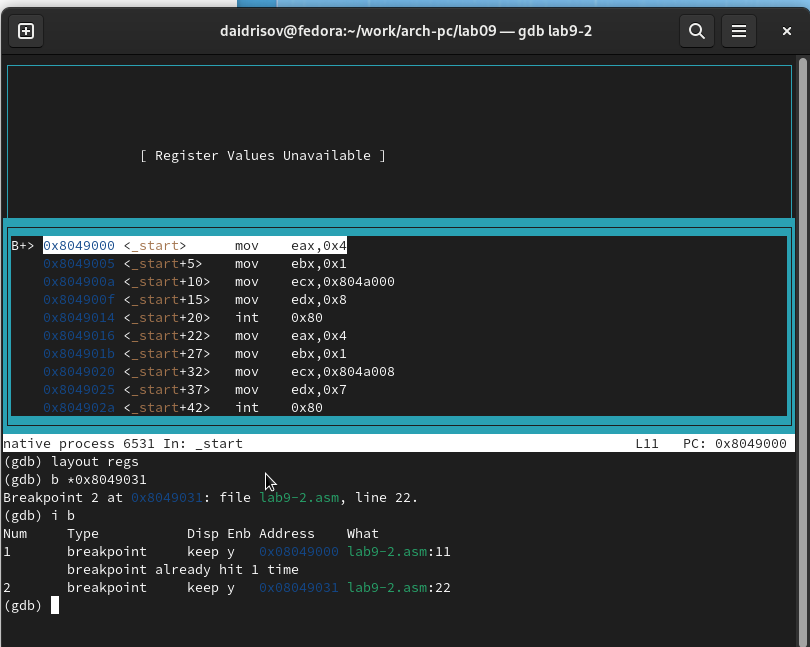 daidrisov@fedora:~/work/arch-pc/lab09 — gdb lab9-2
[ Register Values Unavailable ]
B+> 0x8049000 <_start>      mov    eax,0x4
    0x8049005 <_start+5>    mov    ebx,0x1
    0x804900a <_start+10>   mov    ecx,0x804a000
    0x804900f <_start+15>   mov    edx,0x8
    0x8049014 <_start+20>   int    0x80
    0x8049016 <_start+22>   mov    eax,0x4
    0x804901b <_start+27>   mov    ebx,0x1
    0x8049020 <_start+32>   mov    ecx,0x804a008
    0x8049025 <_start+37>   mov    edx,0x7
    0x804902a <_start+42>   int    0x80
native process 6531 In: _start                                                 L11   PC: 0x8049000
(gdb) layout regs
(gdb) b *0x8049031
Breakpoint 2 at 0x8049031: file lab9-2.asm, line 22.
(gdb) i b
Num     Type           Disp Enb Address    What
1       breakpoint     keep y   0x08049000 lab9-2.asm:11
        breakpoint already hit 1 time
2       breakpoint     keep y   0x08049031 lab9-2.asm:22
(gdb)